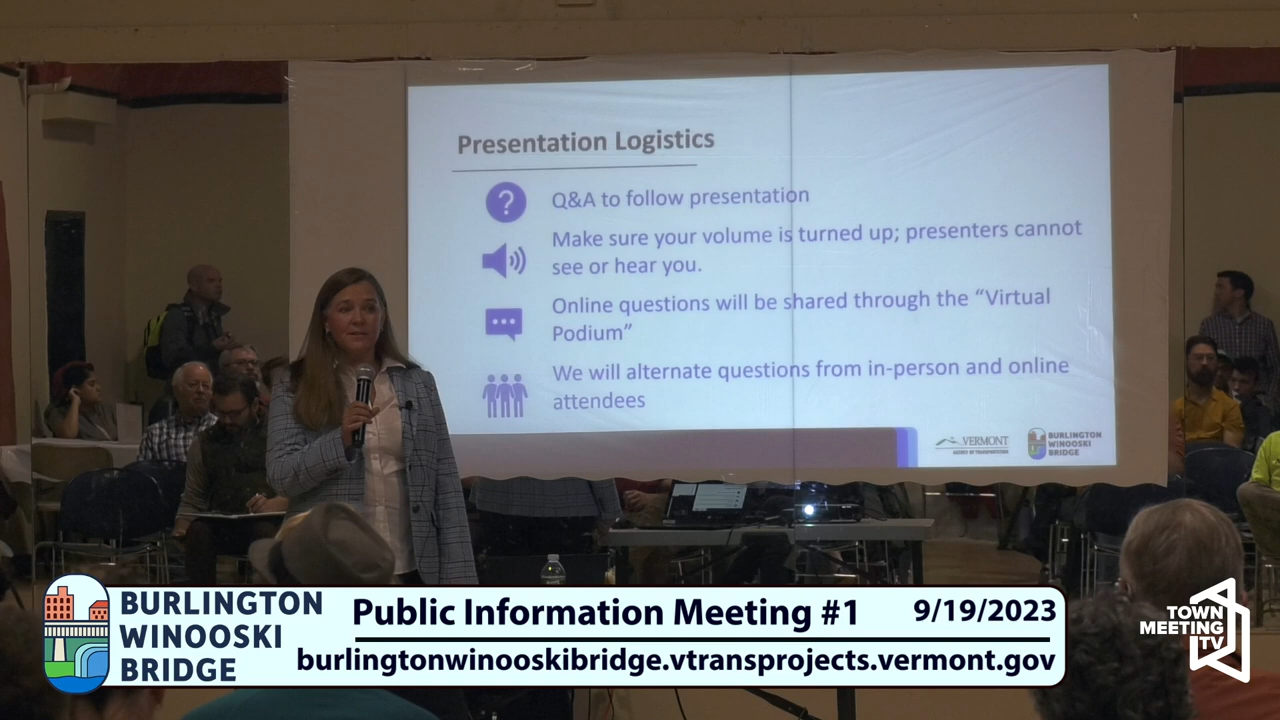 Presentation Logistics
?
Q&A to follow presentation
Make sure your volume is turned up; presenters cannot
see or hear you.
Online questions will be shared through the “Virtual
Podium”
We will alternate questions from in-person and online
attendees
VERMONT
AGENCY OF TRANSPORTATION
BURLINGTON
WINOOSKI
BRIDGE
BURLINGTON
WINOOSKI
BRIDGE
Public Information Meeting #1
9/19/2023
burlingtonwinooskibridge.vtransprojects.vermont.gov
TOWN
MEETING
TV